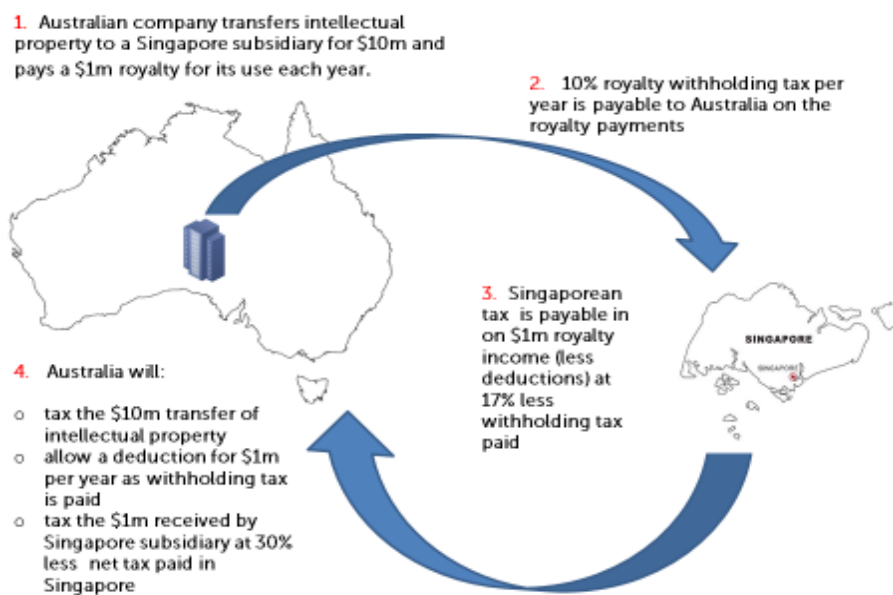 1. Australian company transfers intellectual
property to a Singapore subsidiary for $10m and
pays a $1m royalty for its use each year.
2. 10% royalty withholding tax per
year is payable to Australia on the
royalty payments
3. Singaporean
tax is payable in
on $1m royalty
income (less
deductions) at
17% less
withholding tax
paid
SINGAPORE
SINGAPORE
4. Australia will:
o tax the $10m transfer of
intellectual property
o allow a deduction for $1m
per year as withholding tax
is paid
o tax the $1m received by
Singapore subsidiary at 30%
less net tax paid in
Singapore